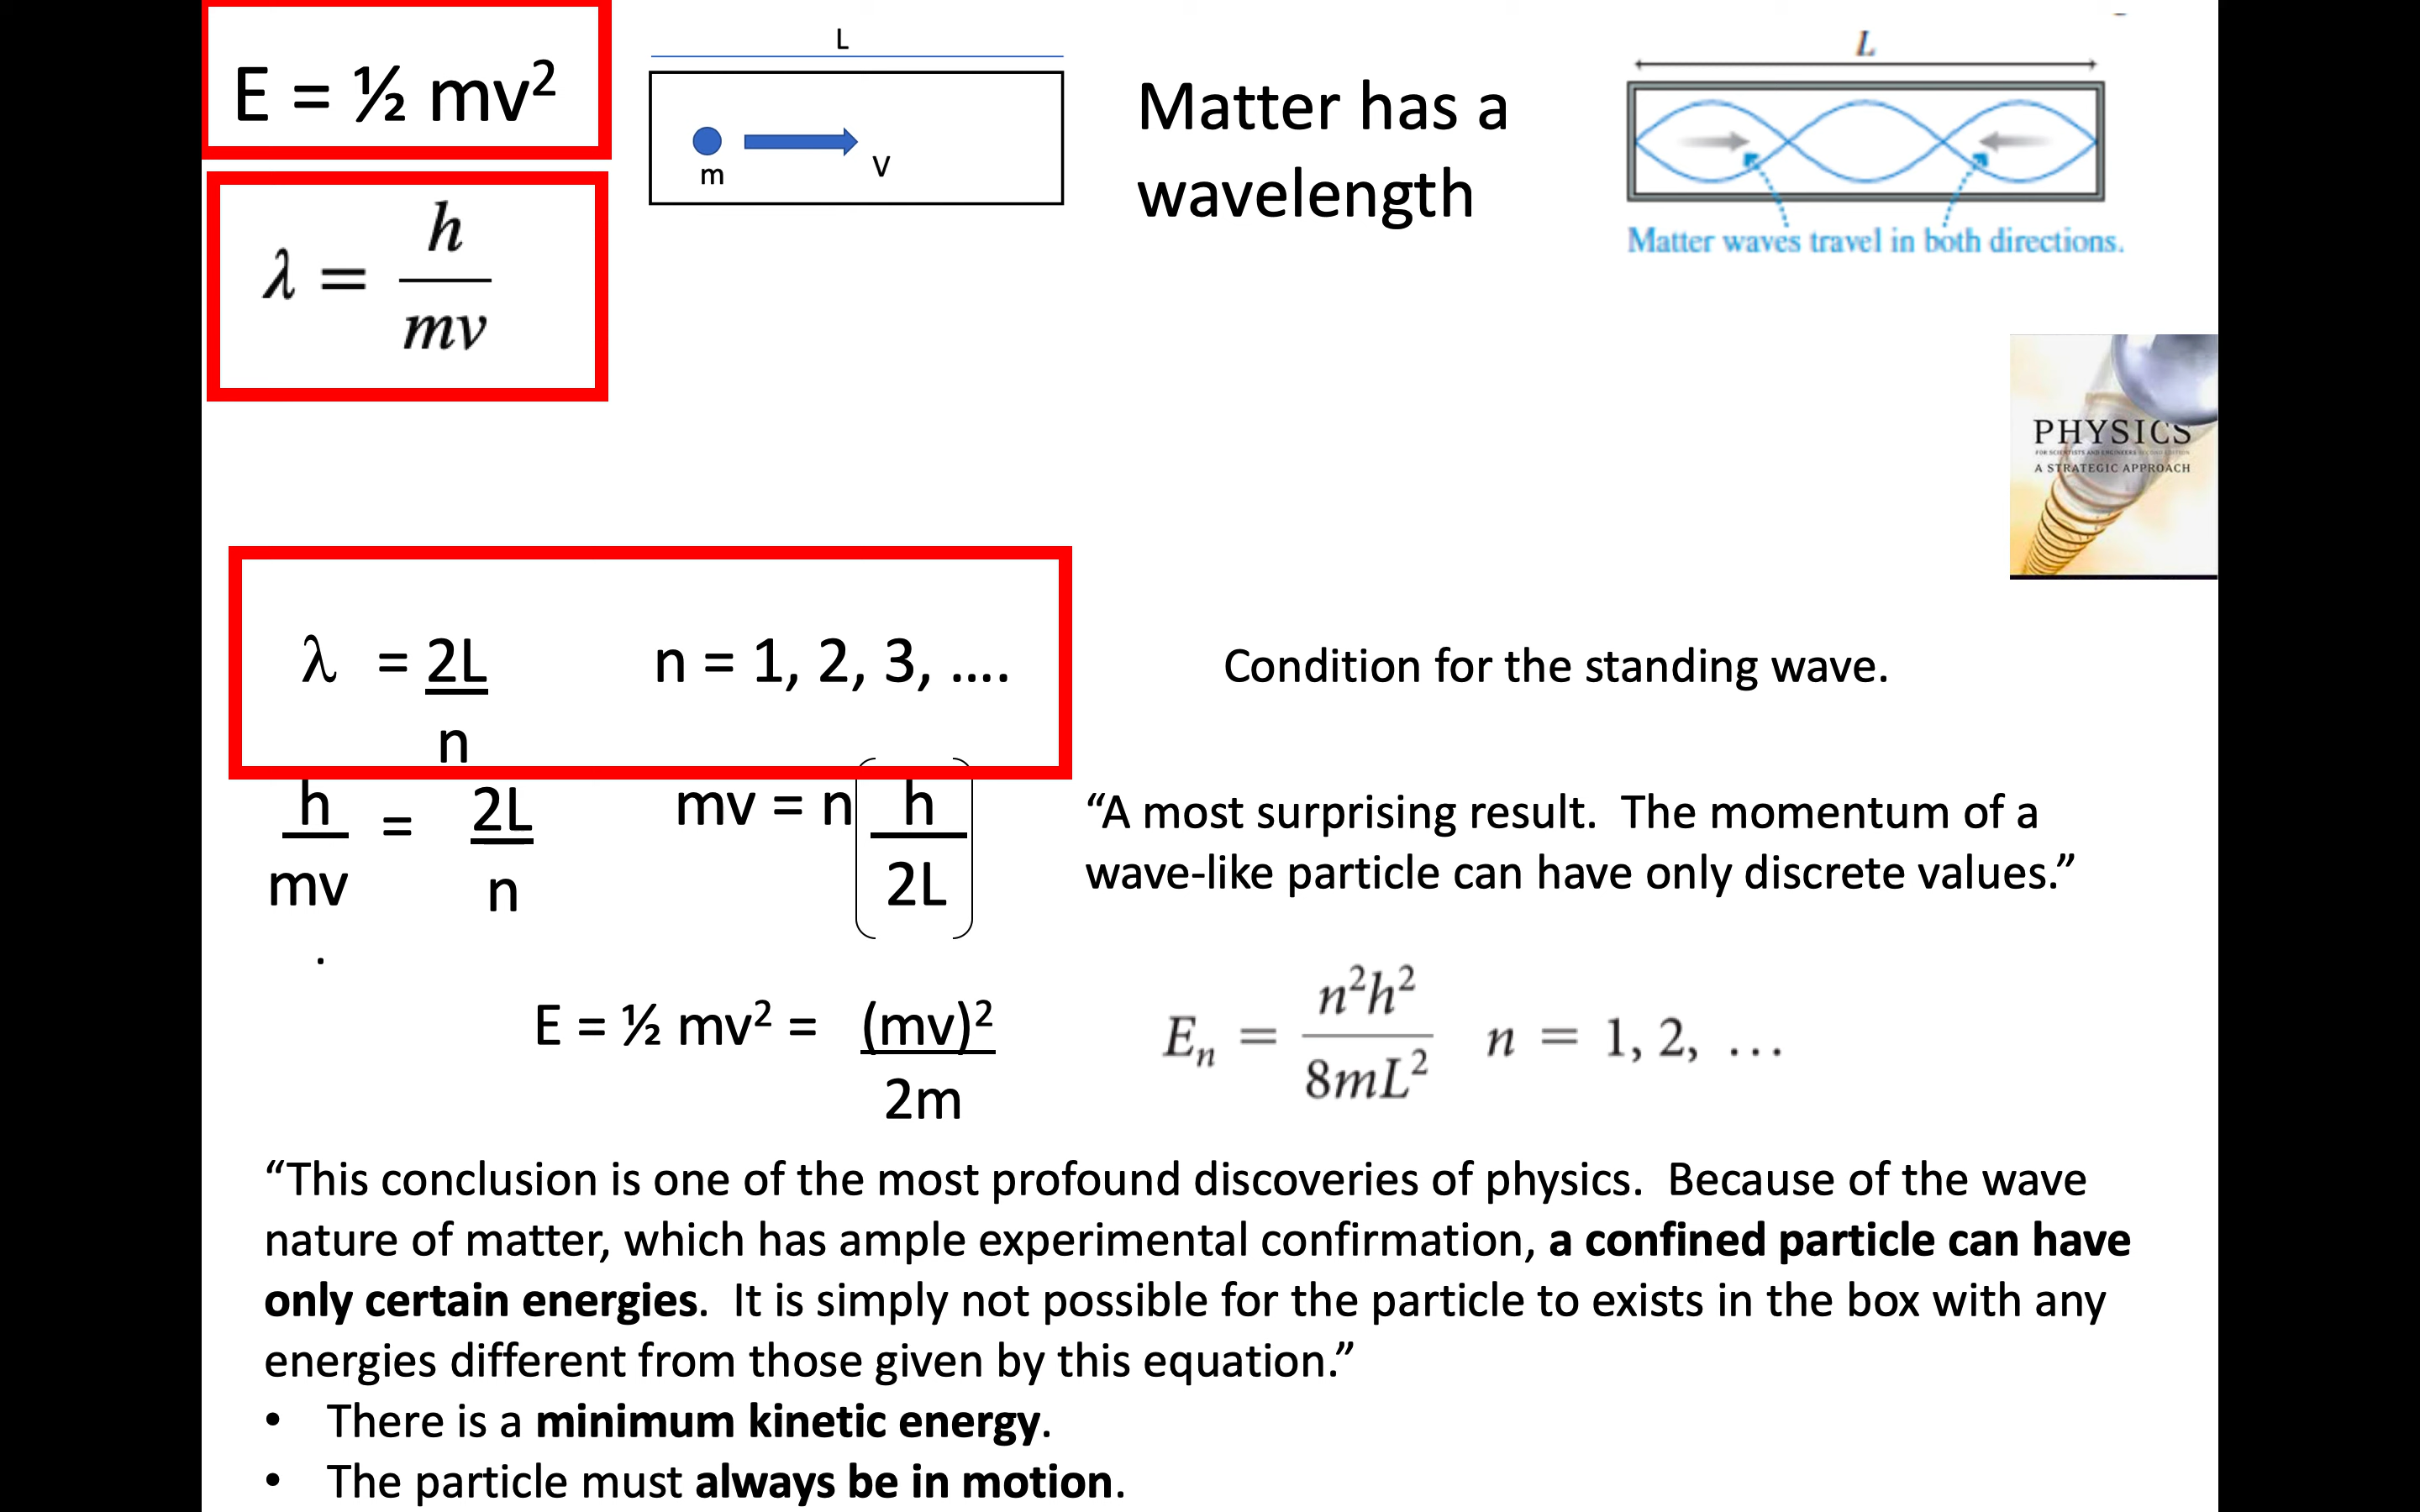 E = ½ mv²
L
m
v
Matter has a
wavelength
L
Matter waves travel in both directions.
λ = h
mv
PHYSICS
FOR SCIENTISTS AND ENGINEERS SECOND EDITION
A STRATEGIC APPROACH
λ = 2L n = 1, 2, 3, ....
n
Condition for the standing wave.
h = 2L mv = n ( h )
mv n 2L
.
“A most surprising result. The momentum of a
wave-like particle can have only discrete values.”
E = ½ mv² = (mv)²
2m
Eₙ = n²h² n = 1, 2, …
8mL²
“This conclusion is one of the most profound discoveries of physics. Because of the wave
nature of matter, which has ample experimental confirmation, a confined particle can have
only certain energies. It is simply not possible for the particle to exists in the box with any
energies different from those given by this equation.”
• There is a minimum kinetic energy.
• The particle must always be in motion.